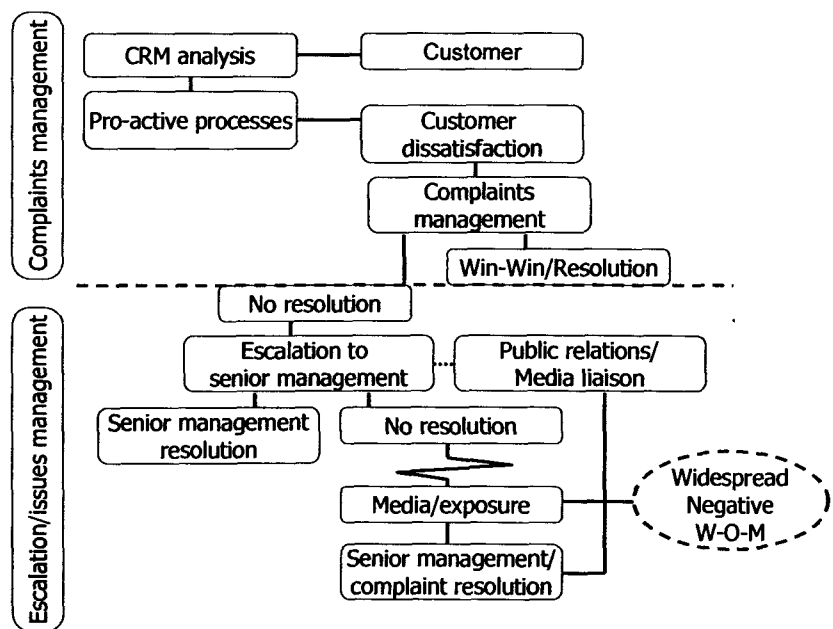 Complaints management
CRM analysis
Customer
Pro-active processes
Customer
dissatisfaction
Complaints
management
Win-Win/Resolution
Escalation/issues management
No resolution
Escalation to
senior management
Public relations/
Media liaison
Senior management
resolution
No resolution
Media/exposure
Widespread
Negative
W-O-M
Senior management/
complaint resolution